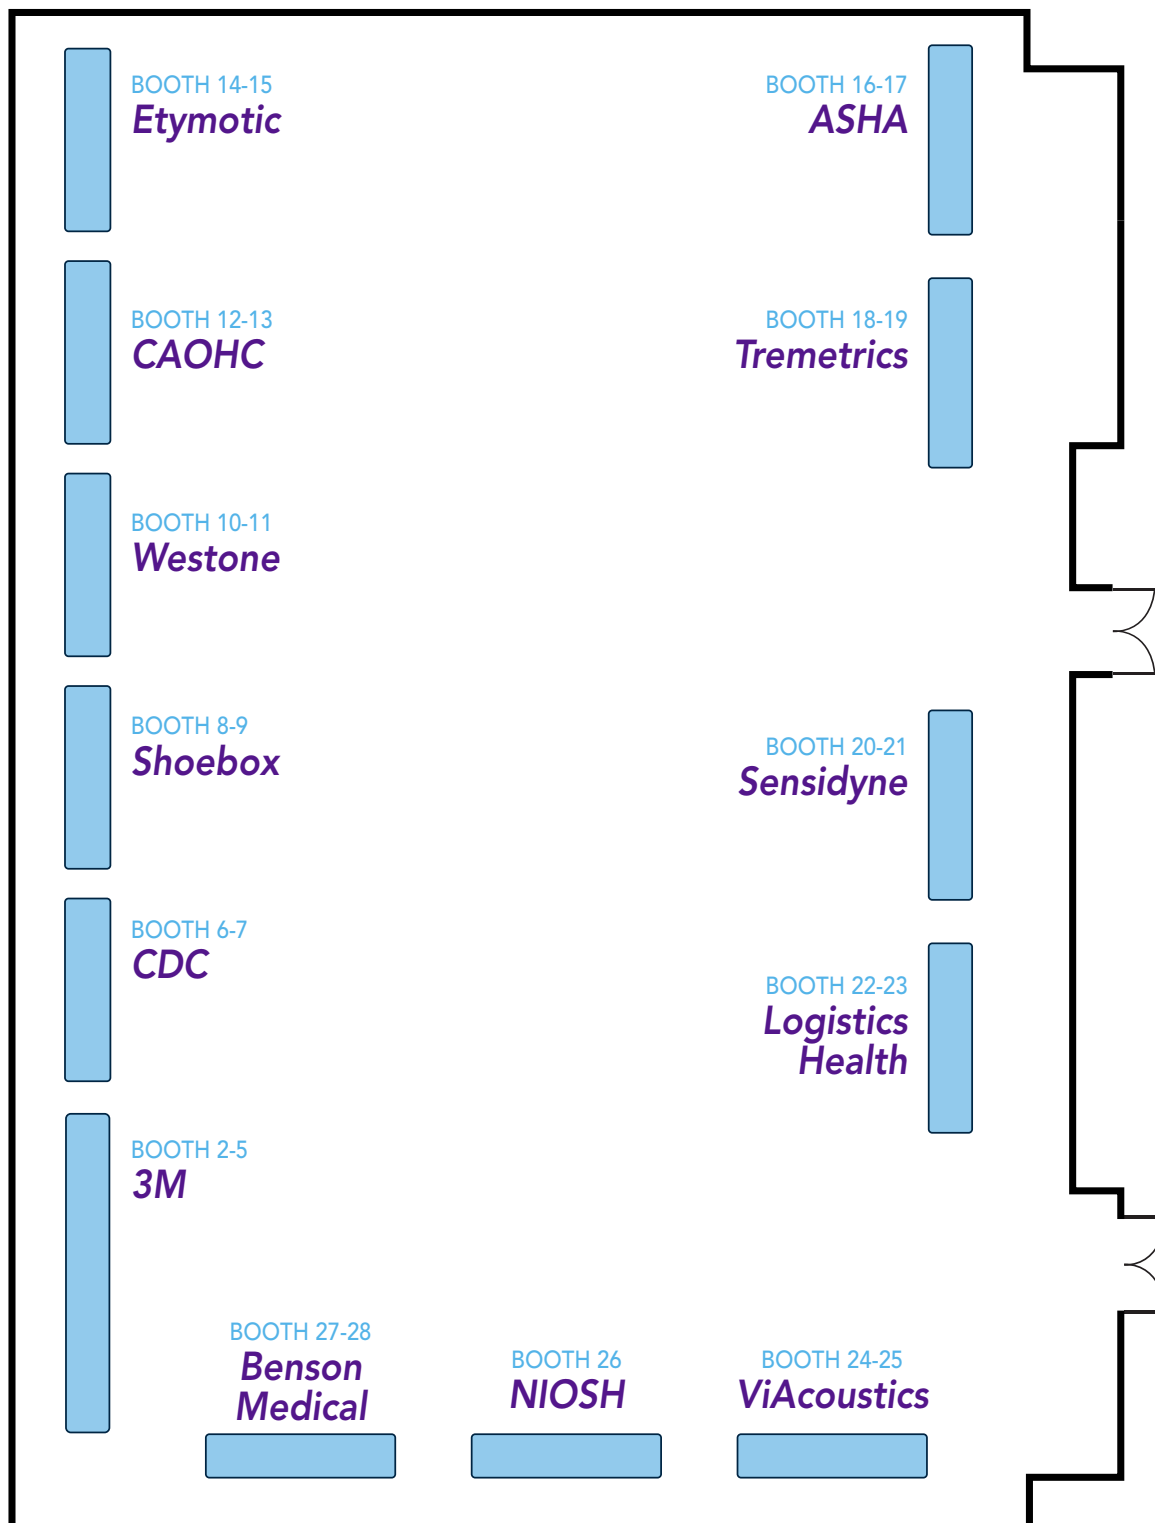 BOOTH 14-15
Etymotic
BOOTH 16-17
ASHA
BOOTH 12-13
CAOHC
BOOTH 18-19
Tremetrics
BOOTH 10-11
Westone
BOOTH 8-9
Shoebox
BOOTH 20-21
Sensidyne
BOOTH 6-7
CDC
BOOTH 22-23
Logistics
Health
BOOTH 2-5
3M
BOOTH 27-28
Benson
Medical
BOOTH 26
NIOSH
BOOTH 24-25
ViAcoustics